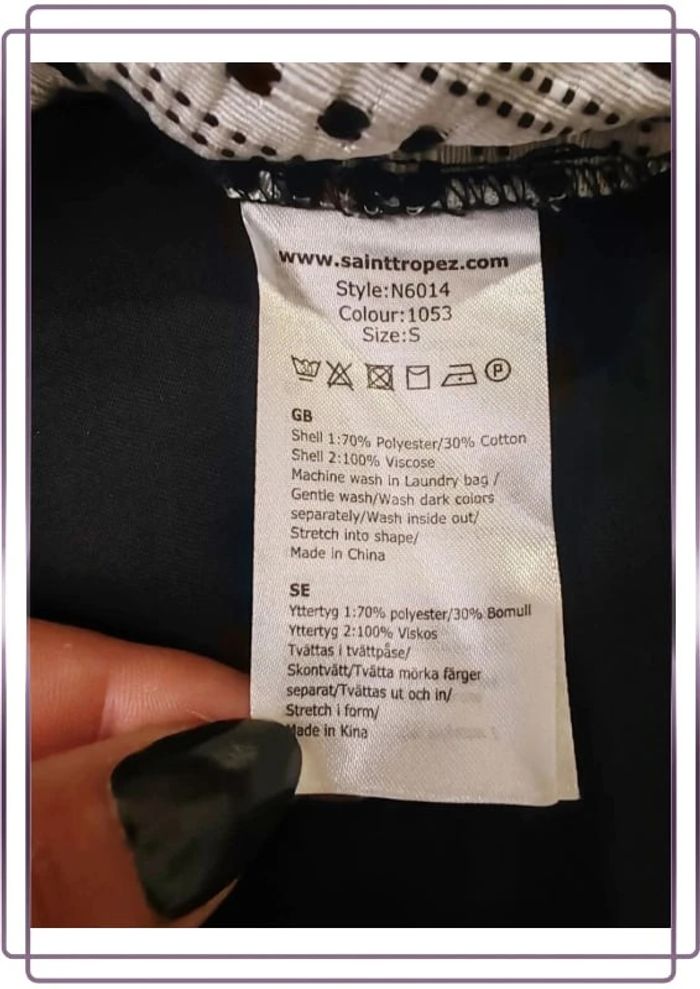 www.sainttropez.com
Style:N6014
Colour:1053
Size:S
P
GB
Shell 1:70% Polyester/30% Cotton
Shell 2:100% Viscose
Machine wash in Laundry bag /
Gentle wash/Wash dark colors
separately/Wash inside out/
Stretch into shape/
Made in China
SE
Yttertyg 1:70% polyester/30% Bomull
Yttertyg 2:100% Viskos
Tvättas i tvättpåse/
Skontvätt/Tvätta mörka färger
separat/Tvättas ut och in/
Stretch i form/
Made in Kina